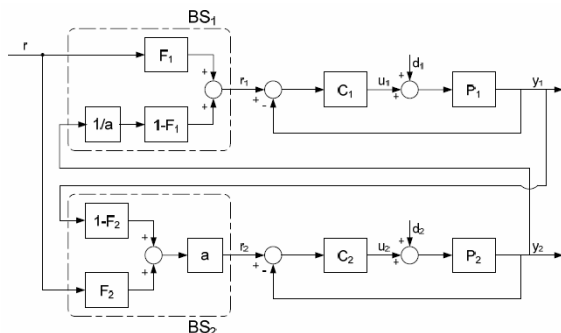 BS₁
r
F₁
d₁
+
+
r₁
u₁
+
y₁
+
-
C₁
+
P₁
1/a
1-F₁
1-F₂
d₂
+
+
a
r₂
u₂
+
y₂
+
-
C₂
+
P₂
F₂
BS₂